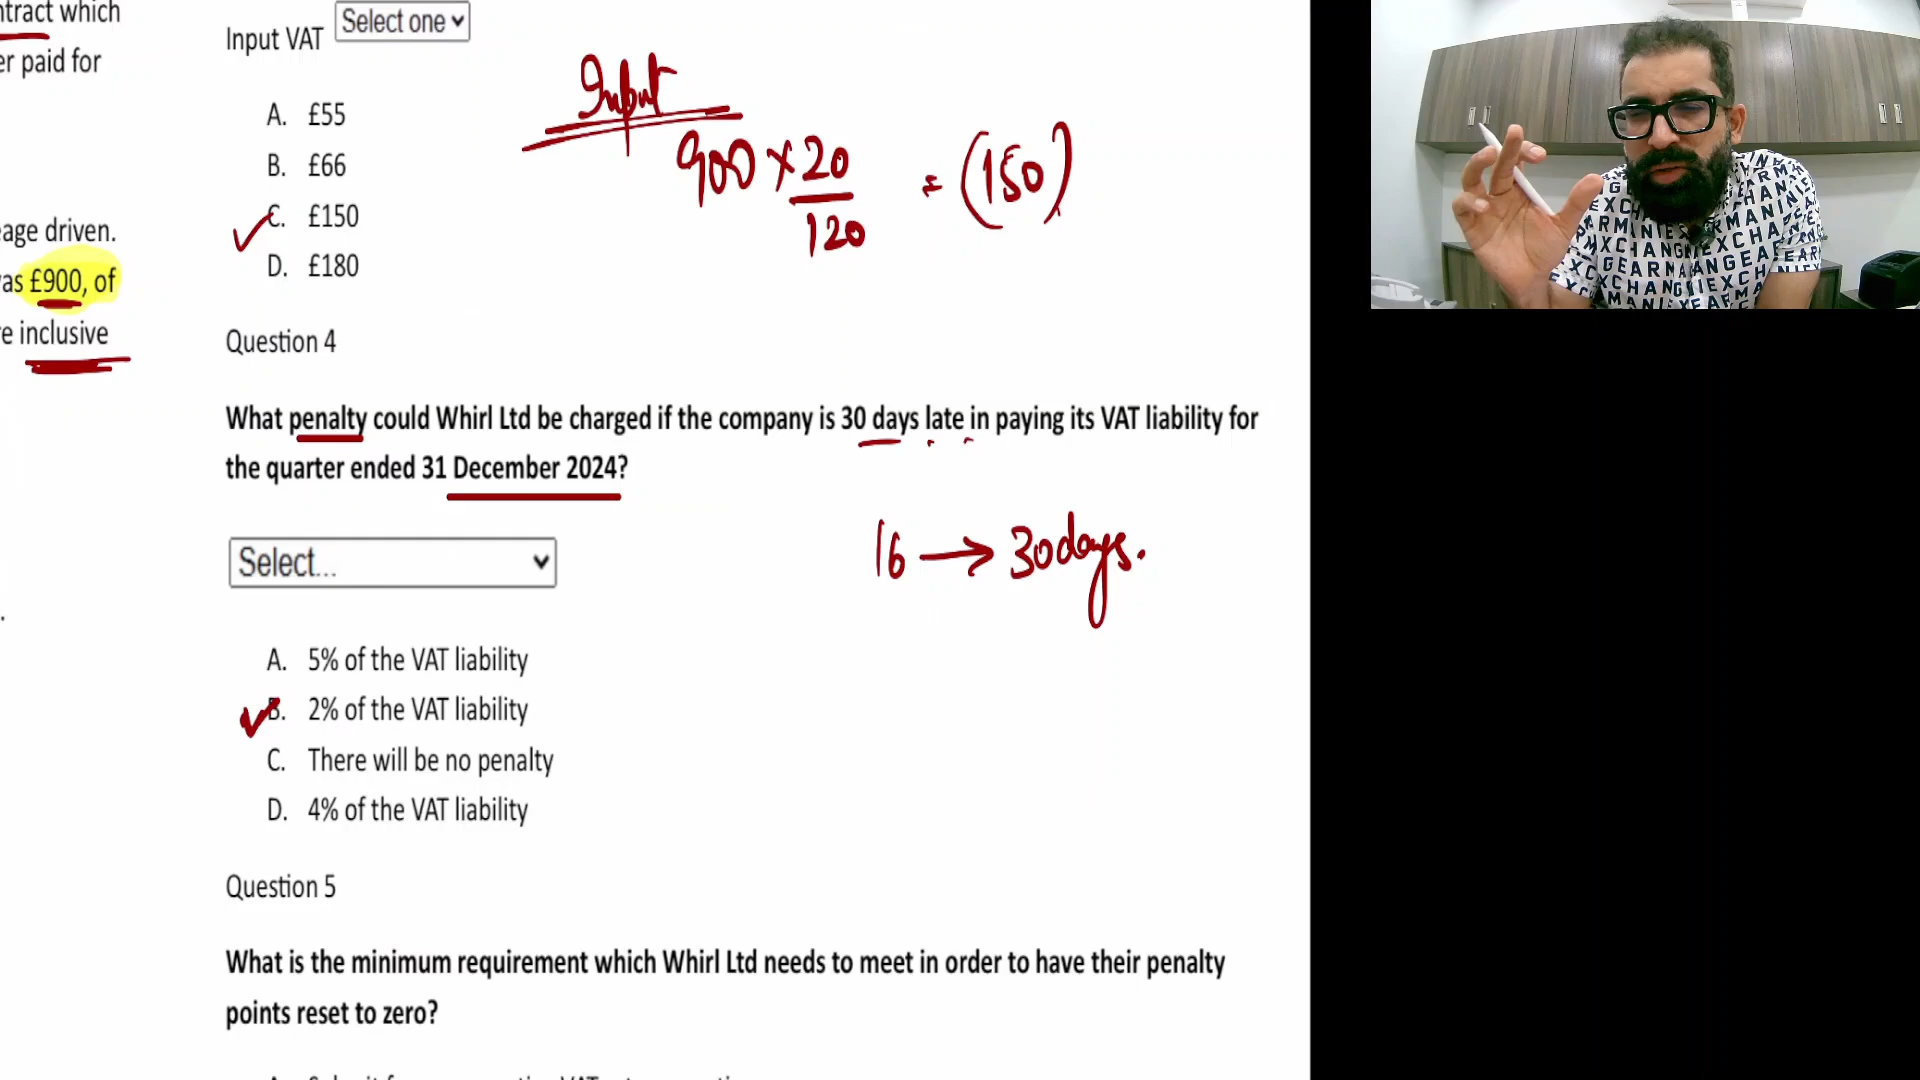 ntract which
er paid for
age driven.
as £900, of
e inclusive
Input VAT Select one
Input
900 × 20/120 = (150)
A. £55
B. £66
C. £150
D. £180
Question 4
What penalty could Whirl Ltd be charged if the company is 30 days late in paying its VAT liability for
the quarter ended 31 December 2024?
Select...
16 → 30 days.
A. 5% of the VAT liability
B. 2% of the VAT liability
C. There will be no penalty
D. 4% of the VAT liability
Question 5
What is the minimum requirement which Whirl Ltd needs to meet in order to have their penalty
points reset to zero?